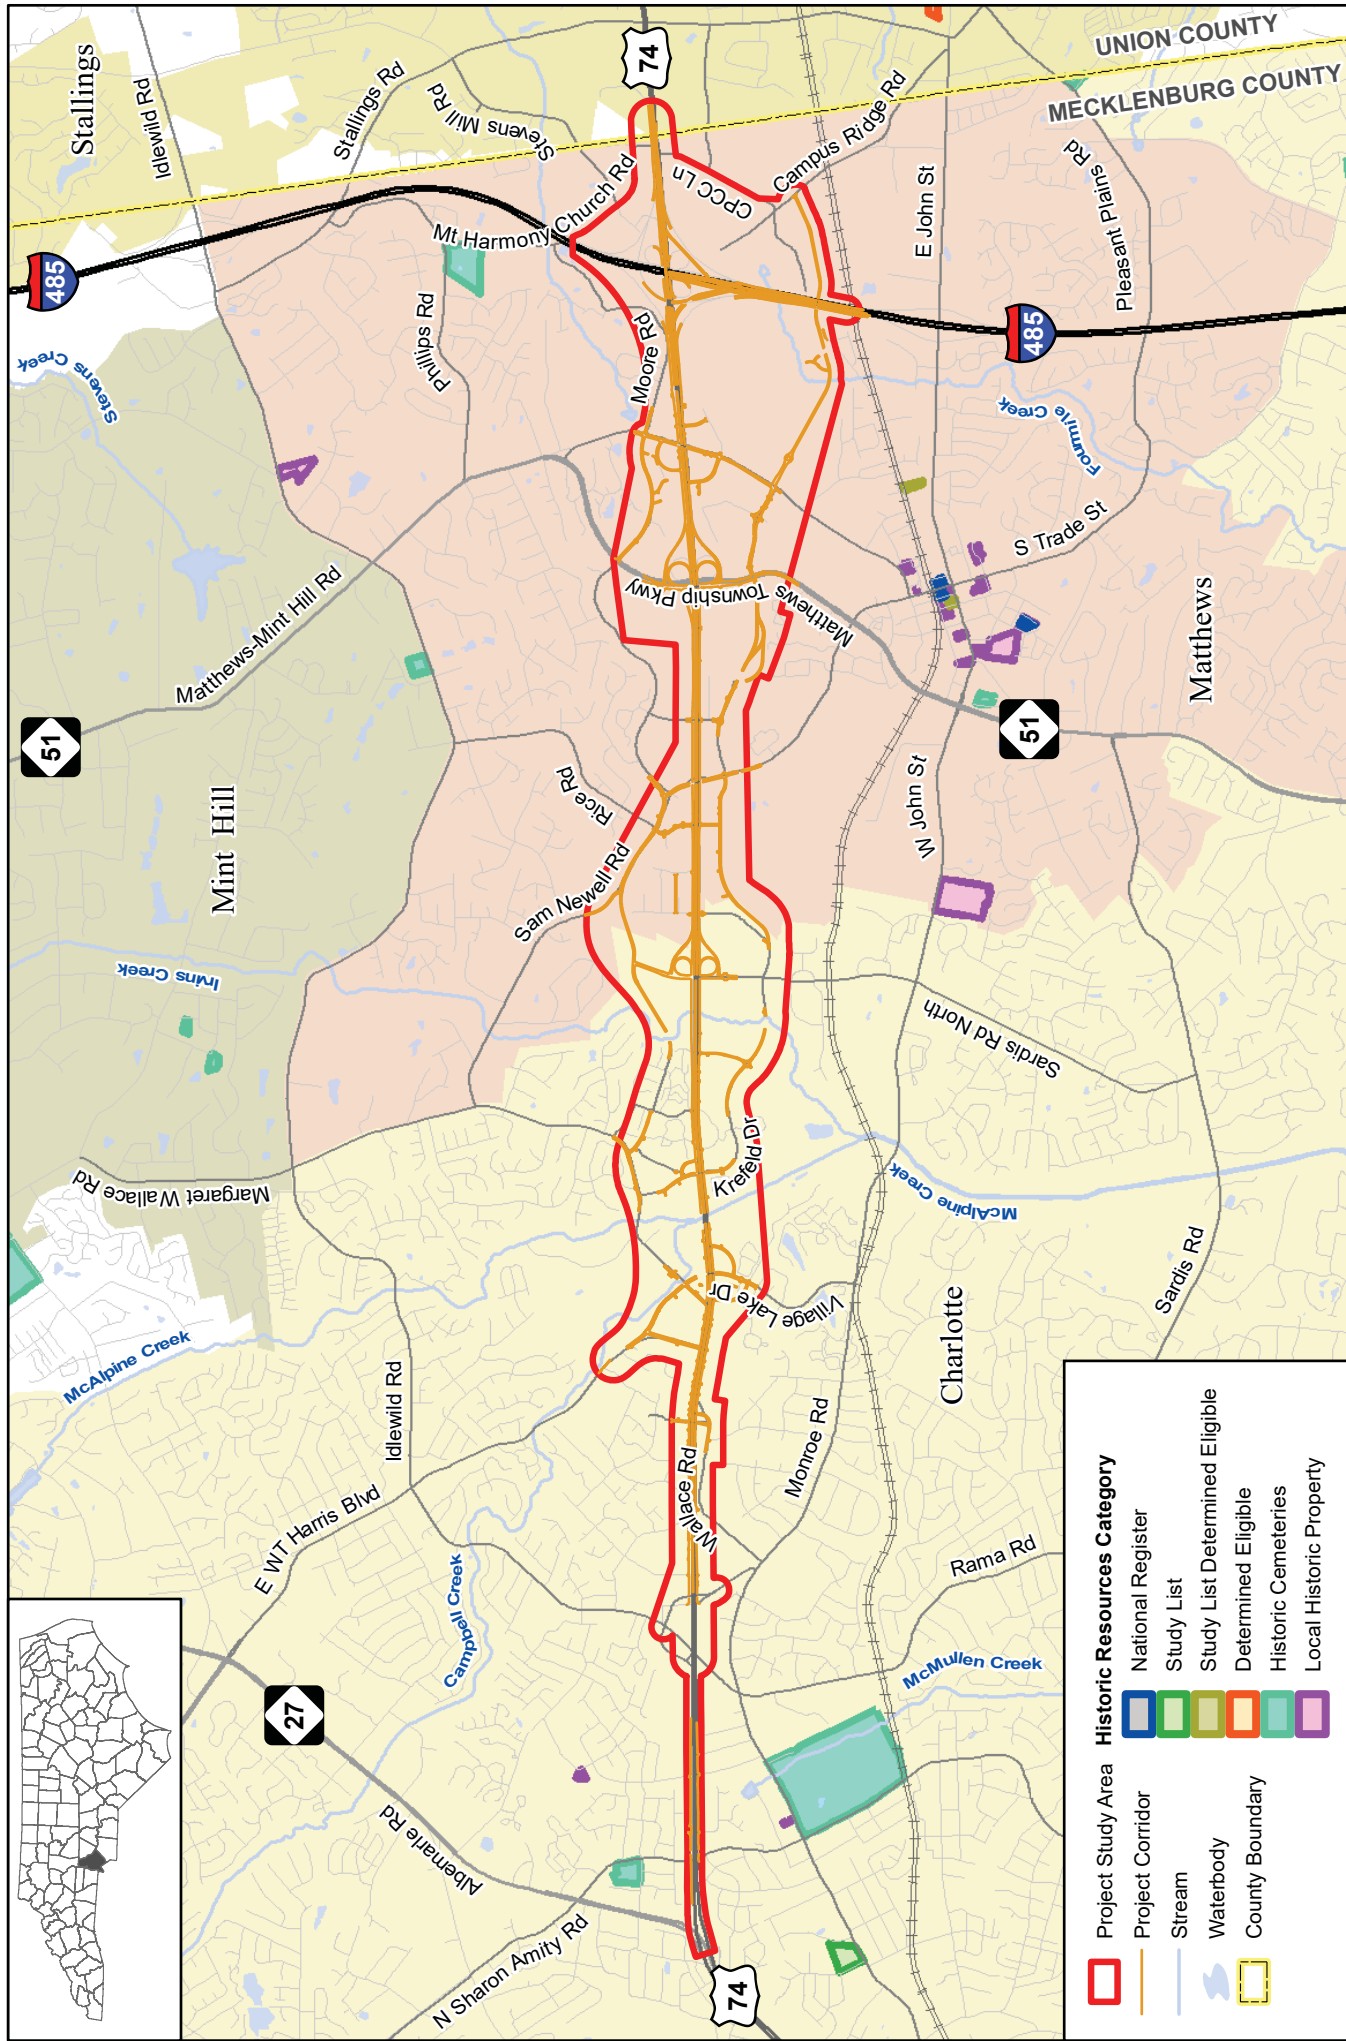 Stallings
Idlewild Rd
Stallings Rd
Stevens Mill Rd
74
UNION COUNTY
MECKLENBURG COUNTY
485
Mt Harmony Church Rd
CPCC Ln
Campus Ridge Rd
E John St
Pleasant Plains Rd
Stevens Creek
Phillips Rd
Moore Rd
485
Fourmile Creek
S Trade St
Matthews-Mint Hill Rd
Matthews
Township Pkwy
Matthews
51
51
Mint Hill
Rice Rd
Sam Newell Rd
W John St
Irvins Creek
Sardis Rd North
Margaret Wallace Rd
Krefeld Dr
McAlpine Creek
McAlpine Creek
Village Lake Dr
Sardis Rd
Charlotte
Idlewild Rd
E WT Harris Blvd
Wallace Rd
Monroe Rd
Rama Rd
Campbell Creek
McMullen Creek
27
Albemarle Rd
N Sharon Amity Rd
74
Project Study Area
Project Corridor
Stream
Waterbody
County Boundary
Historic Resources Category
National Register
Study List
Study List Determined Eligible
Determined Eligible
Historic Cemeteries
Local Historic Property